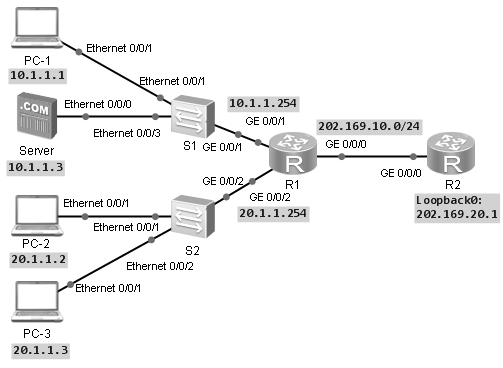 Ethernet 0/0/1
PC-1
10.1.1.1
Ethernet 0/0/1
.COM
Ethernet 0/0/0
Ethernet 0/0/3
Server
10.1.1.3
S1
10.1.1.254
GE 0/0/1
GE 0/0/1
202.169.10.0/24
GE 0/0/0
R
R1
GE 0/0/0
R
R2
Loopback0:
202.169.20.1
GE 0/0/2
GE 0/0/2
20.1.1.254
Ethernet 0/0/1
Ethernet 0/0/1
PC-2
20.1.1.2
S2
Ethernet 0/0/2
Ethernet 0/0/1
PC-3
20.1.1.3